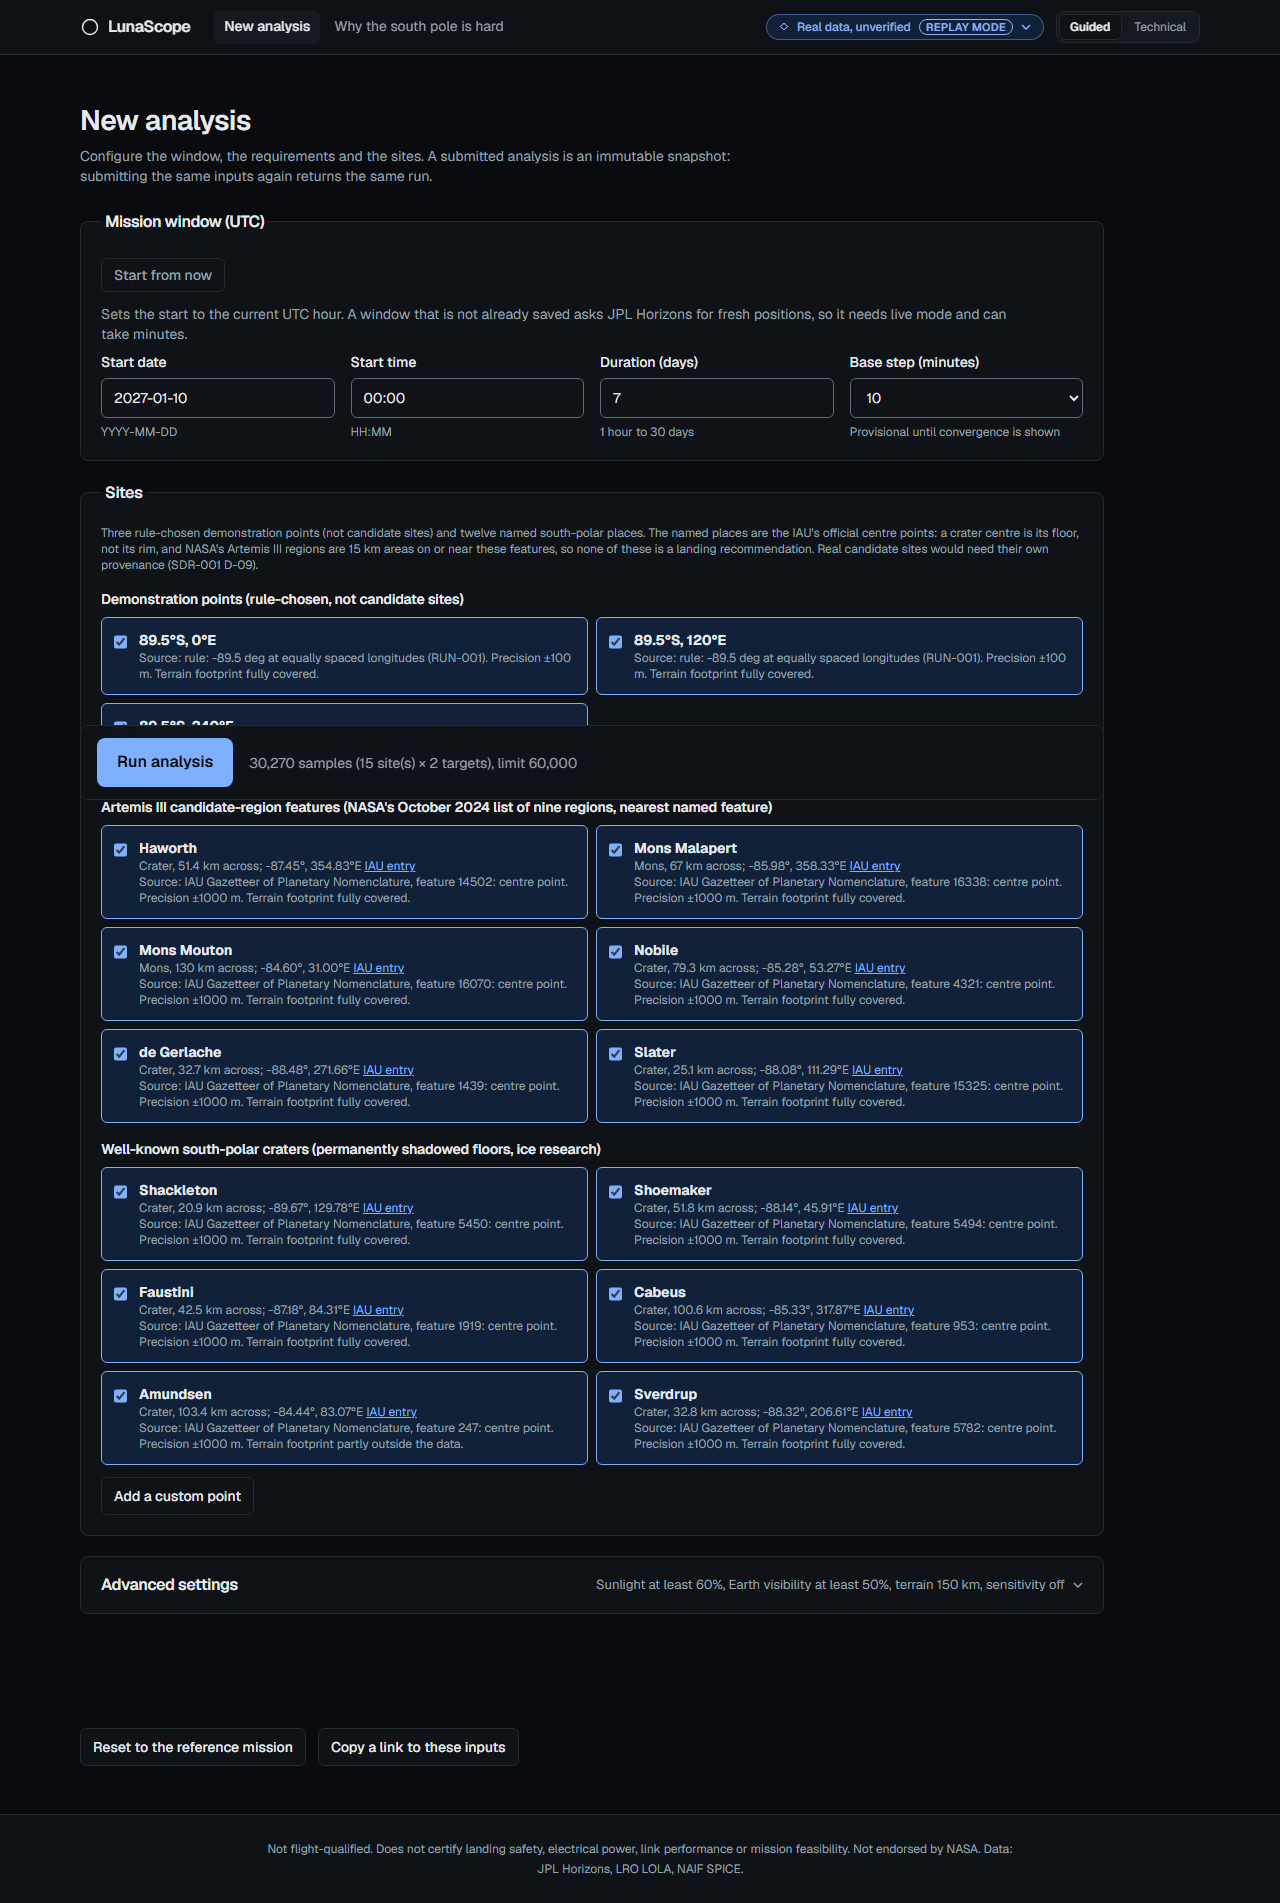 LunaScope
New analysis
Why the south pole is hard
Real data, unverified
REPLAY MODE
Guided
Technical
New analysis
Configure the window, the requirements and the sites. A submitted analysis is an immutable snapshot:
submitting the same inputs again returns the same run.
Mission window (UTC)
Start from now
Sets the start to the current UTC hour. A window that is not already saved asks JPL Horizons for fresh positions, so it needs live mode and can
take minutes.
Start date
Start time
Duration (days)
Base step (minutes)
2027-01-10
00:00
7
10
YYYY-MM-DD
HH:MM
1 hour to 30 days
Provisional until convergence is shown
Sites
Three rule-chosen demonstration points (not candidate sites) and twelve named south-polar places. The named places are the IAU's official centre points: a crater centre is its floor,
not its rim, and NASA's Artemis III regions are 15 km areas on or near these features, so none of these is a landing recommendation. Real candidate sites would need their own
provenance (SDR-001 D-09).
Demonstration points (rule-chosen, not candidate sites)
89.5°S, 0°E
Source: rule: -89.5 deg at equally spaced longitudes (RUN-001). Precision ±100
m. Terrain footprint fully covered.
89.5°S, 120°E
Source: rule: -89.5 deg at equally spaced longitudes (RUN-001). Precision ±100
m. Terrain footprint fully covered.
89.5°S, 240°E
Run analysis
30,270 samples (15 site(s) × 2 targets), limit 60,000
Artemis III candidate-region features (NASA's October 2024 list of nine regions, nearest named feature)
Haworth
Crater, 51.4 km across; -87.45°, 354.83°E IAU entry
Source: IAU Gazetteer of Planetary Nomenclature, feature 14502: centre point.
Precision ±1000 m. Terrain footprint fully covered.
Mons Malapert
Mons, 67 km across; -85.98°, 358.33°E IAU entry
Source: IAU Gazetteer of Planetary Nomenclature, feature 16338: centre point.
Precision ±1000 m. Terrain footprint fully covered.
Mons Mouton
Mons, 130 km across; -84.60°, 31.00°E IAU entry
Source: IAU Gazetteer of Planetary Nomenclature, feature 16070: centre point.
Precision ±1000 m. Terrain footprint fully covered.
Nobile
Crater, 79.3 km across; -85.28°, 53.27°E IAU entry
Source: IAU Gazetteer of Planetary Nomenclature, feature 4321: centre point.
Precision ±1000 m. Terrain footprint fully covered.
de Gerlache
Crater, 32.7 km across; -88.48°, 271.66°E IAU entry
Source: IAU Gazetteer of Planetary Nomenclature, feature 1439: centre point.
Precision ±1000 m. Terrain footprint fully covered.
Slater
Crater, 25.1 km across; -88.08°, 111.29°E IAU entry
Source: IAU Gazetteer of Planetary Nomenclature, feature 15325: centre point.
Precision ±1000 m. Terrain footprint fully covered.
Well-known south-polar craters (permanently shadowed floors, ice research)
Shackleton
Crater, 20.9 km across; -89.67°, 129.78°E IAU entry
Source: IAU Gazetteer of Planetary Nomenclature, feature 5450: centre point.
Precision ±1000 m. Terrain footprint fully covered.
Shoemaker
Crater, 51.8 km across; -88.14°, 45.91°E IAU entry
Source: IAU Gazetteer of Planetary Nomenclature, feature 5494: centre point.
Precision ±1000 m. Terrain footprint fully covered.
Faustini
Crater, 42.5 km across; -87.18°, 84.31°E IAU entry
Source: IAU Gazetteer of Planetary Nomenclature, feature 1919: centre point.
Precision ±1000 m. Terrain footprint fully covered.
Cabeus
Crater, 100.6 km across; -85.33°, 317.87°E IAU entry
Source: IAU Gazetteer of Planetary Nomenclature, feature 953: centre point.
Precision ±1000 m. Terrain footprint fully covered.
Amundsen
Crater, 103.4 km across; -84.44°, 83.07°E IAU entry
Source: IAU Gazetteer of Planetary Nomenclature, feature 247: centre point.
Precision ±1000 m. Terrain footprint partly outside the data.
Sverdrup
Crater, 32.8 km across; -88.32°, 206.61°E IAU entry
Source: IAU Gazetteer of Planetary Nomenclature, feature 5782: centre point.
Precision ±1000 m. Terrain footprint fully covered.
Add a custom point
Advanced settings
Sunlight at least 60%, Earth visibility at least 50%, terrain 150 km, sensitivity off
Reset to the reference mission
Copy a link to these inputs
Not flight-qualified. Does not certify landing safety, electrical power, link performance or mission feasibility. Not endorsed by NASA. Data:
JPL Horizons, LRO LOLA, NAIF SPICE.